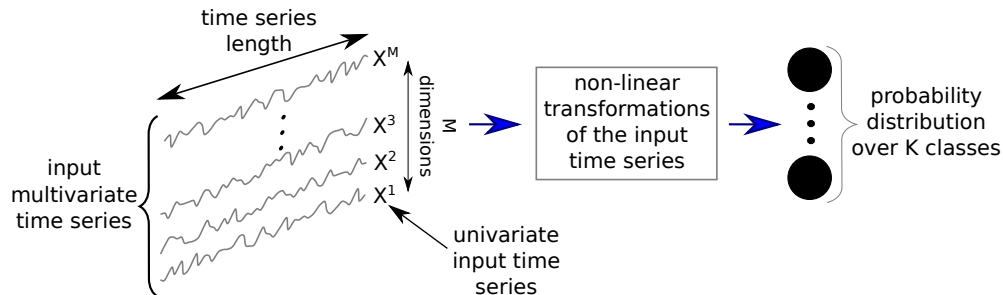 time series
length
X^M
X^3
X^2
X^1
M
dimensions
input
multivariate
time series
univariate
input time
series
non-linear
transformations
of the input
time series
probability
distribution
over K classes